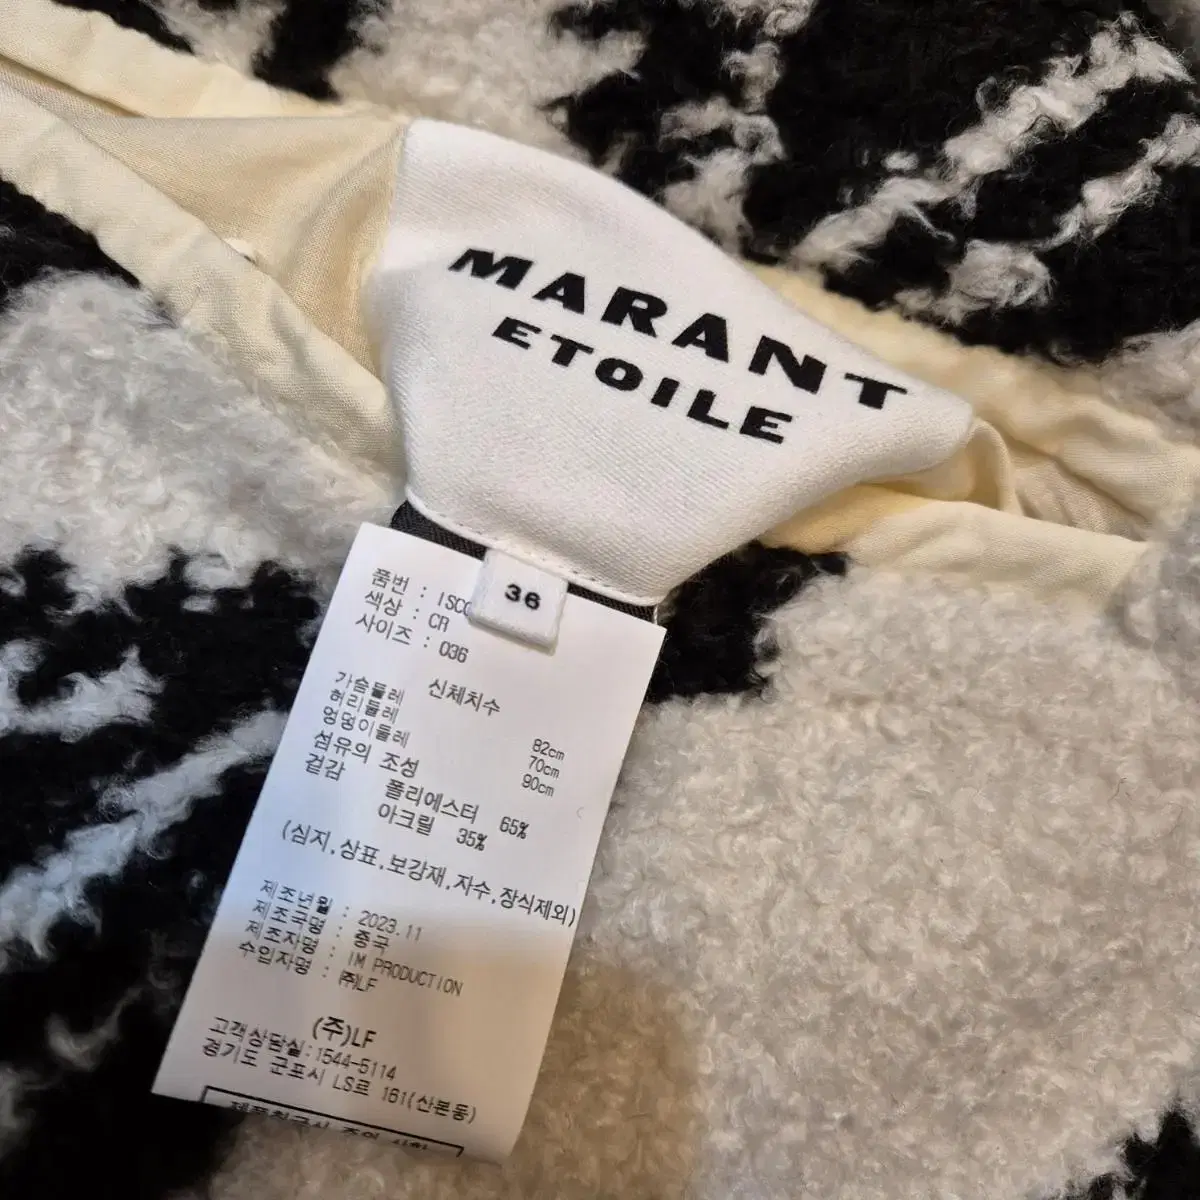 MARANT
ETOILE
36
품번 : ISC
색상 : CR
사이즈 : 036
신체치수
가슴둘레 82cm
허리둘레 70cm
엉덩이둘레 90cm
섬유의 조성
겉감
폴리에스터 65%
아크릴 35%
(심지,상표,보강재,자수,장식제외)
제조년월 : 2023.11
제조국명 : 중국
제조자명 : IM PRODUCTION
수입자명 : ㈜LF
(주)LF
고객상담실:1544-5114
경기도 군포시 LS로 161(산본동)